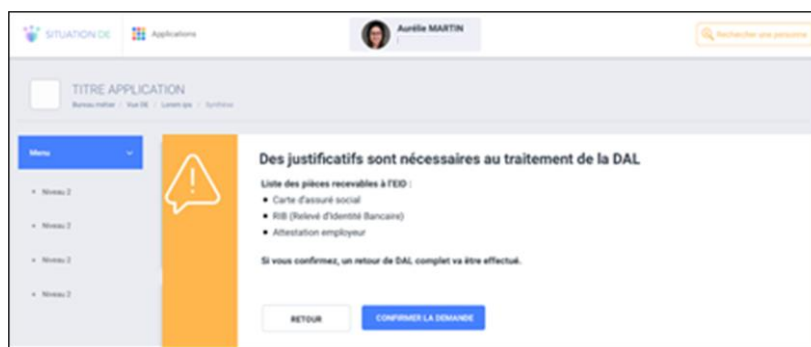 SITUATION DE
Applications
Aurélie MARTIN
Rechercher une personne
TITRE APPLICATION
Bureau métier / Vue DE / Lorem ips / Synthèse
Menu
Des justificatifs sont nécessaires au traitement de la DAL
Liste des pièces recevables à l'EID :
• Carte d'assuré social
• RIB (Relevé d'Identité Bancaire)
• Attestation employeur
Si vous confirmez, un retour de DAL complet va être effectué.
• Niveau 2
• Niveau 2
• Niveau 2
• Niveau 2
RETOUR
CONFIRMER LA DEMANDE